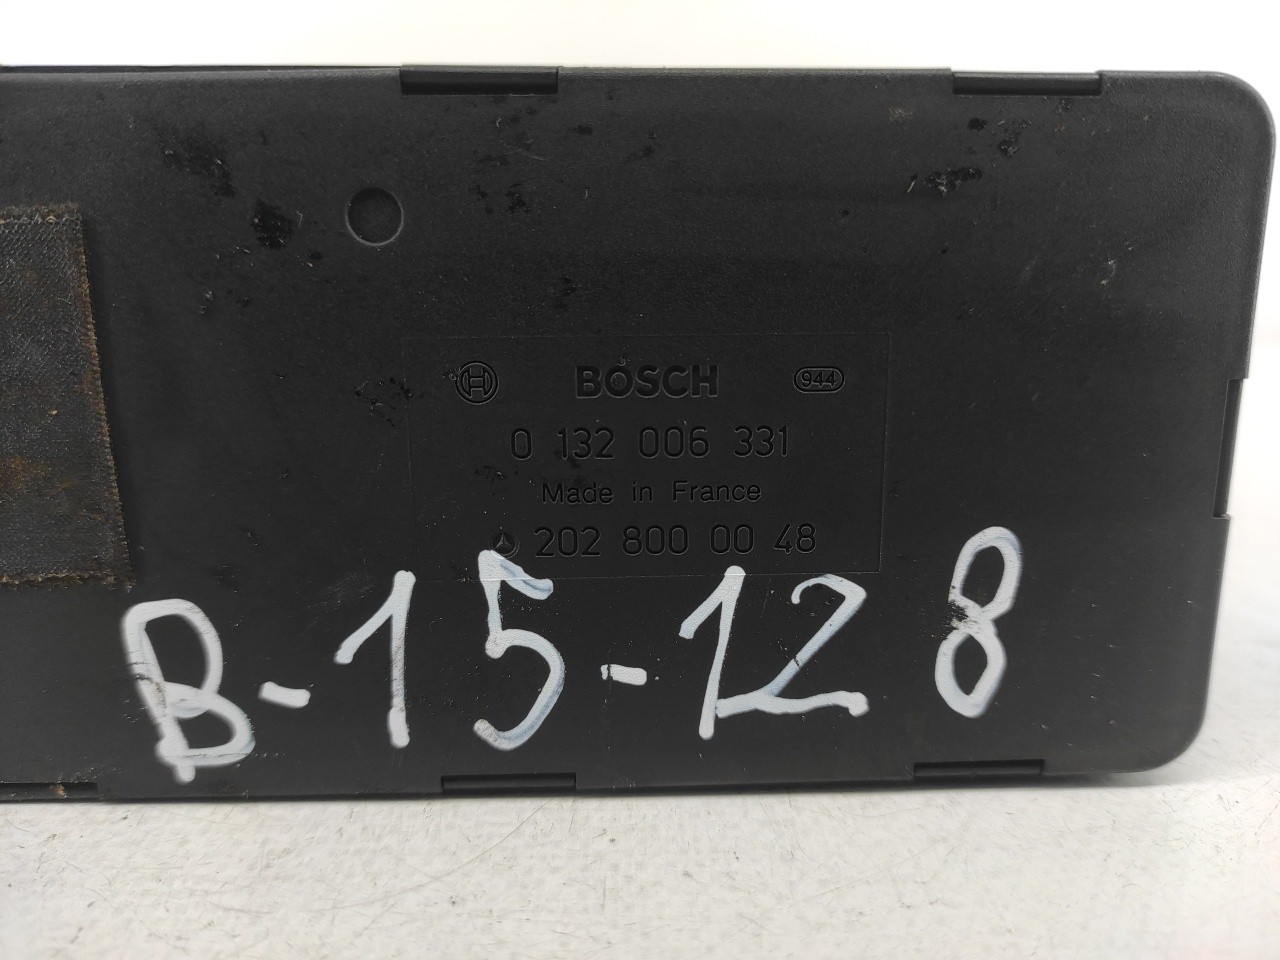 BOSCH 944
0 132 006 331
Made in France
202 800 00 48
B-15-128